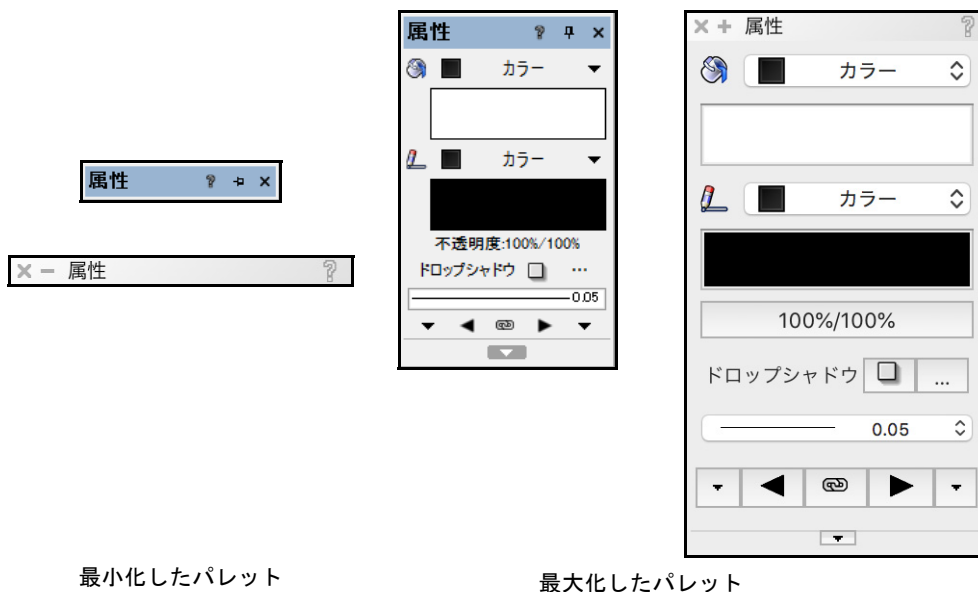 属性
属性
属性
カラー
カラー
不透明度:100%/100%
ドロップシャドウ ...
0.05
属性
カラー
カラー
100%/100%
ドロップシャドウ ...
0.05
最小化したパレット
最大化したパレット